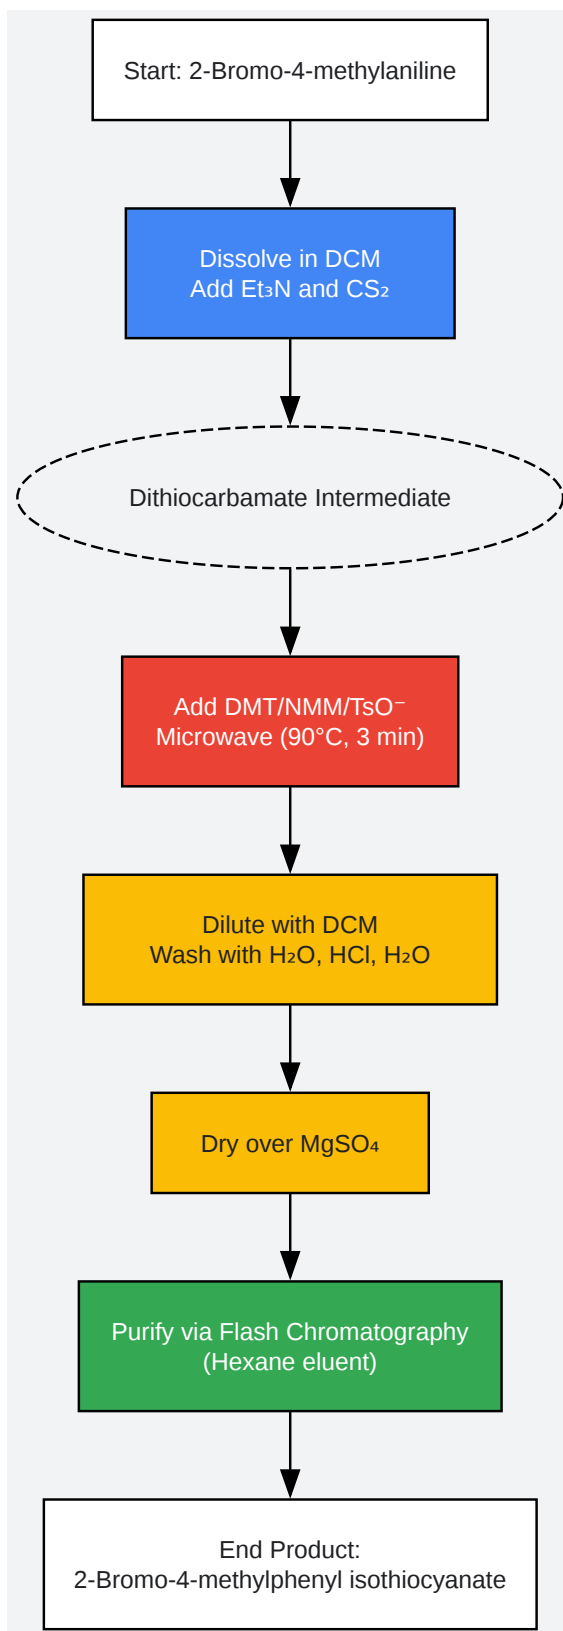 Start: 2-Bromo-4-methylaniline
Dissolve in DCM
Add Et₃N and CS₂
Dithiocarbamate Intermediate
Add DMT/NMM/TsO⁻
Microwave (90°C, 3 min)
Dilute with DCM
Wash with H₂O, HCl, H₂O
Dry over MgSO₄
Purify via Flash Chromatography
(Hexane eluent)
End Product:
2-Bromo-4-methylphenyl isothiocyanate